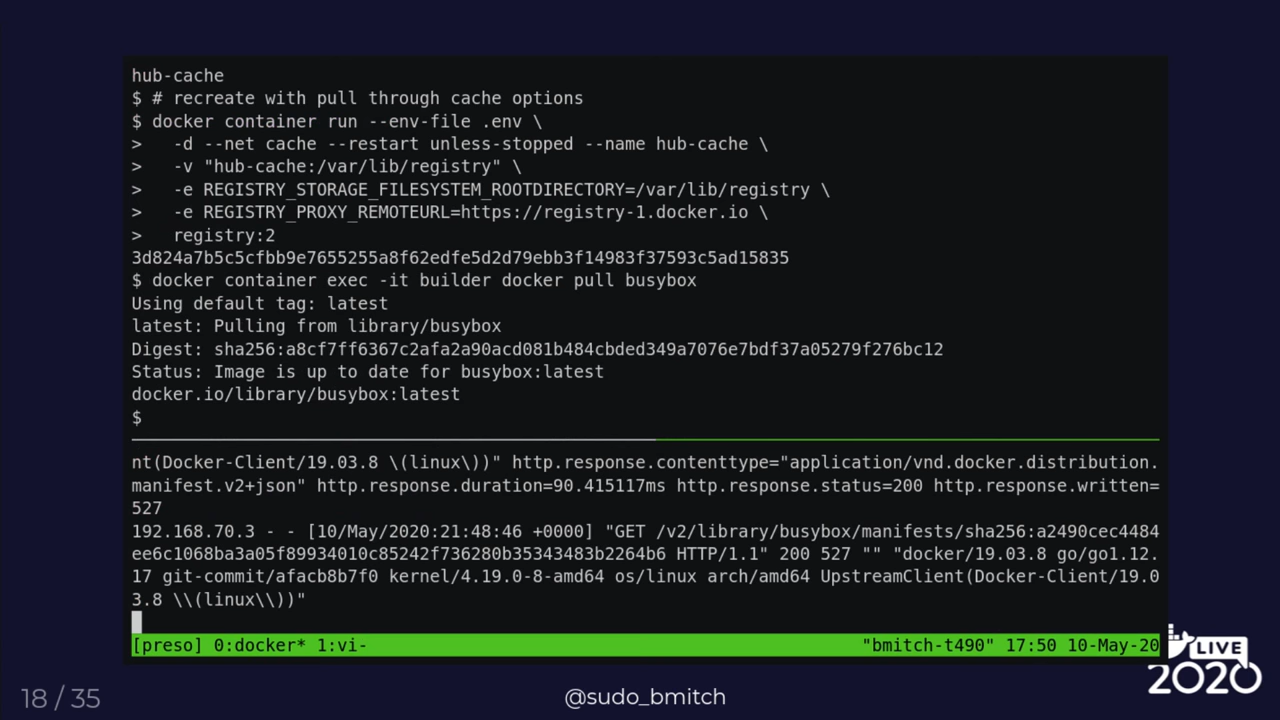 hub-cache
$ # recreate with pull through cache options
$ docker container run --env-file .env \
>   -d --net cache --restart unless-stopped --name hub-cache \
>   -v "hub-cache:/var/lib/registry" \
>   -e REGISTRY_STORAGE_FILESYSTEM_ROOTDIRECTORY=/var/lib/registry \
>   -e REGISTRY_PROXY_REMOTEURL=https://registry-1.docker.io \
>   registry:2
3d824a7b5c5cfbb9e7655255a8f62edfe5d2d79ebb3f14983f37593c5ad15835
$ docker container exec -it builder docker pull busybox
Using default tag: latest
latest: Pulling from library/busybox
Digest: sha256:a8cf7ff6367c2afa2a90acd081b484cbded349a7076e7bdf37a05279f276bc12
Status: Image is up to date for busybox:latest
docker.io/library/busybox:latest
$
nt(Docker-Client/19.03.8 \(linux\))" http.response.contenttype="application/vnd.docker.distribution.
manifest.v2+json" http.response.duration=90.415117ms http.response.status=200 http.response.written=
527
192.168.70.3 - - [10/May/2020:21:48:46 +0000] "GET /v2/library/busybox/manifests/sha256:a2490cec4484
ee6c1068ba3a05f89934010c85242f736280b35343483b2264b6 HTTP/1.1" 200 527 "" "docker/19.03.8 go/go1.12.
17 git-commit/afacb8b7f0 kernel/4.19.0-8-amd64 os/linux arch/amd64 UpstreamClient(Docker-Client/19.0
3.8 \\(linux\\))"
[preso] 0:docker* 1:vi- "bmitch-t490" 17:50 10-May-20
LIVE
2020
18 / 35
@sudo_bmitch